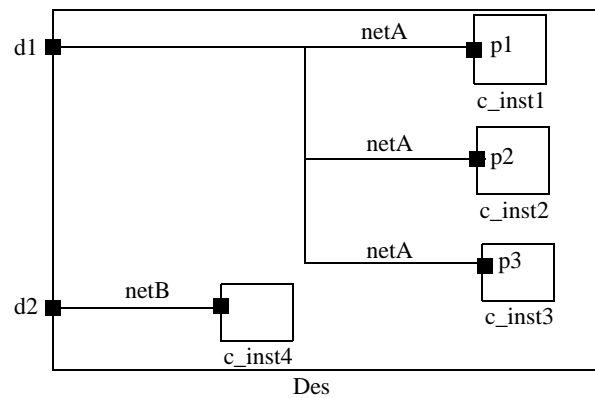 netA
d1
p1
c_inst1
netA
p2
c_inst2
netA
p3
netB
d2
c_inst3
c_inst4
Des